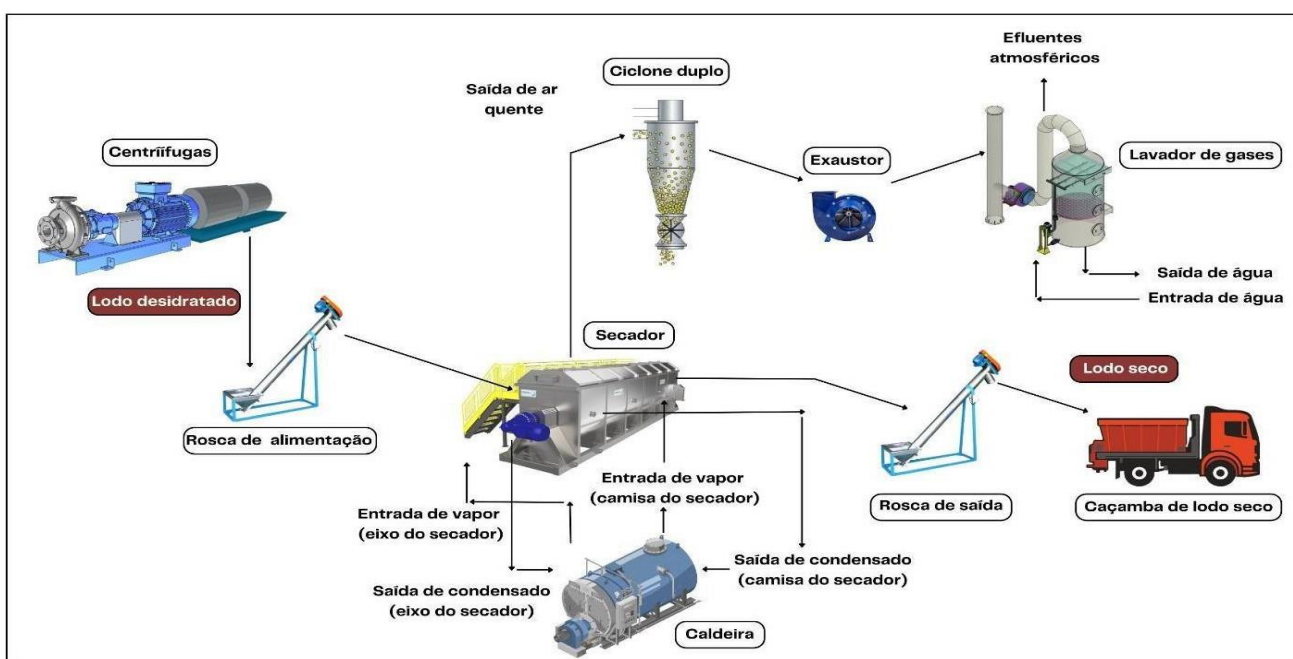 Efluentes
atmosféricos
Ciclone duplo
Saída de ar
quente
Centríifugas
Exaustor
Lavador de gases
Saída de água
Entrada de água
Lodo desidratado
Secador
Lodo seco
Rosca de alimentação
Entrada de vapor
(camisa do secador)
Rosca de saída
Caçamba de lodo seco
Entrada de vapor
(eixo do secador)
Saída de condensado
(camisa do secador)
Saída de condensado
(eixo do secador)
Caldeira